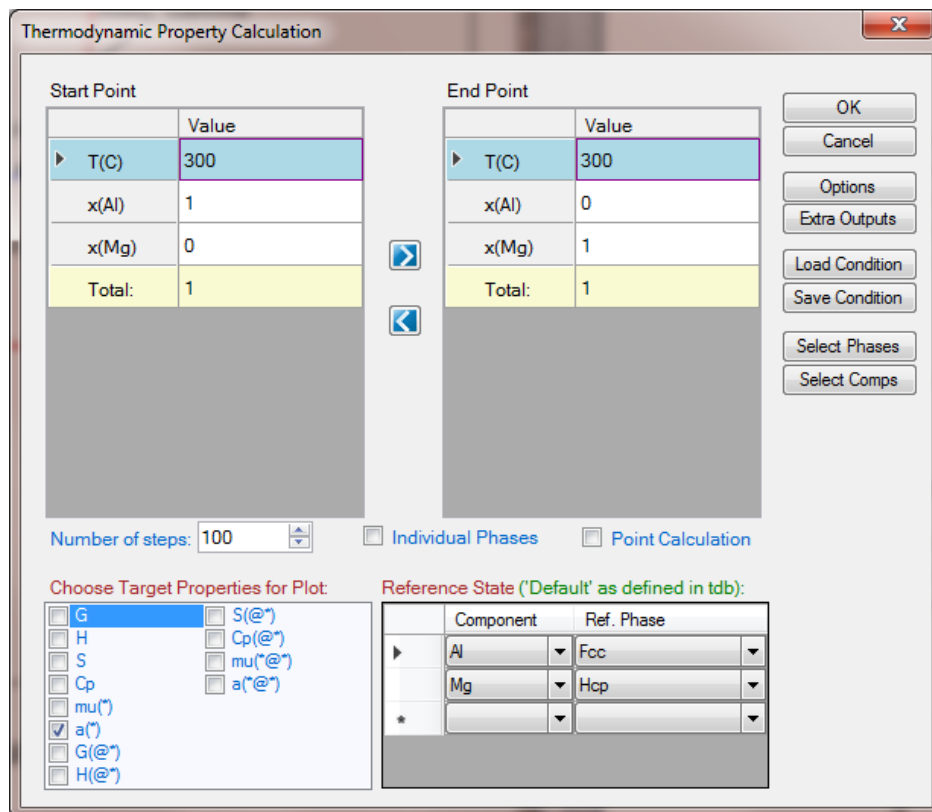 Thermodynamic Property Calculation
Start Point
Value
T(C) 300
x(Al) 1
x(Mg) 0
Total: 1
End Point
Value
T(C) 300
x(Al) 0
x(Mg) 1
Total: 1
OK
Cancel
Options
Extra Outputs
Load Condition
Save Condition
Select Phases
Select Comps
Number of steps: 100
Individual Phases
Point Calculation
Choose Target Properties for Plot:
G
H
S
Cp
mu(*)
a(*)
G(@*)
H(@*)
S(@*)
Cp(@*)
mu(*@*)
a(*@*)
Reference State ('Default' as defined in tdb):
Component Ref. Phase
Al Fcc
Mg Hcp
*